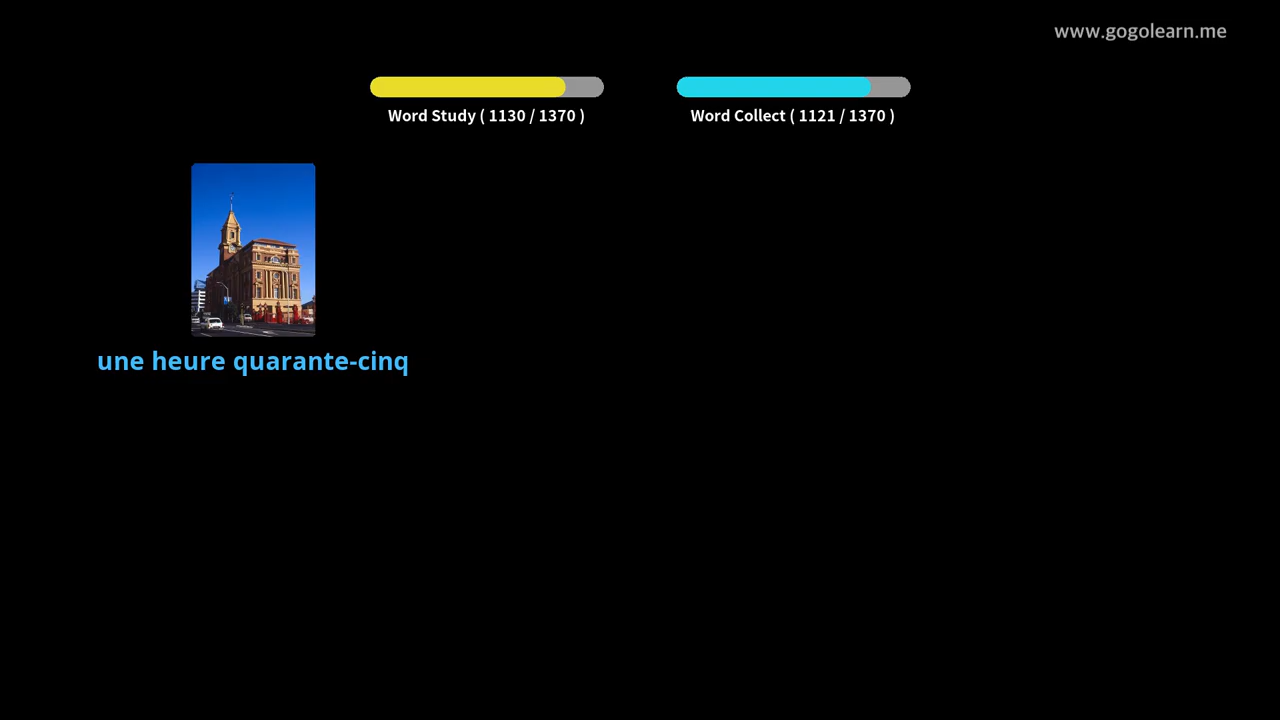 www.gogolearn.me
Word Study ( 1130 / 1370 )
Word Collect ( 1121 / 1370 )
une heure quarante-cinq